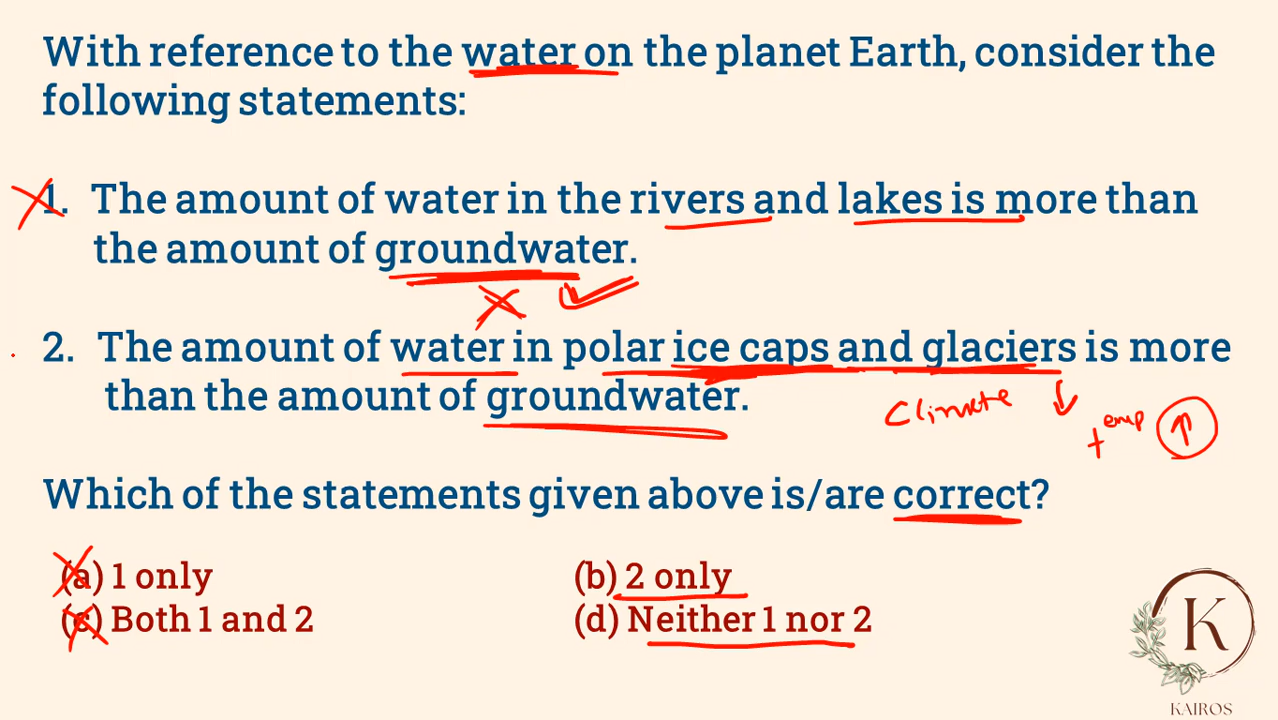 With reference to the water on the planet Earth, consider the
following statements:
1. The amount of water in the rivers and lakes is more than
the amount of groundwater.
2. The amount of water in polar ice caps and glaciers is more
than the amount of groundwater.
Climate
temp ↑
Which of the statements given above is/are correct?
(a) 1 only
(b) 2 only
(c) Both 1 and 2
(d) Neither 1 nor 2
K
KAIROS